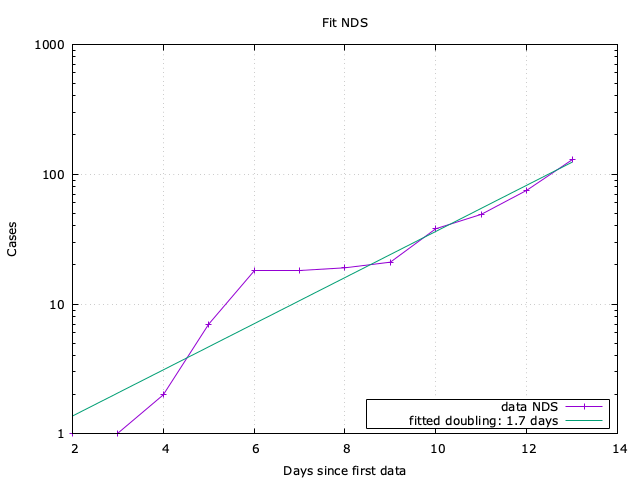 Fit NDS
1000
100
10
1
Cases
2 4 6 8 10 12 14
Days since first data
data NDS
fitted doubling: 1.7 days